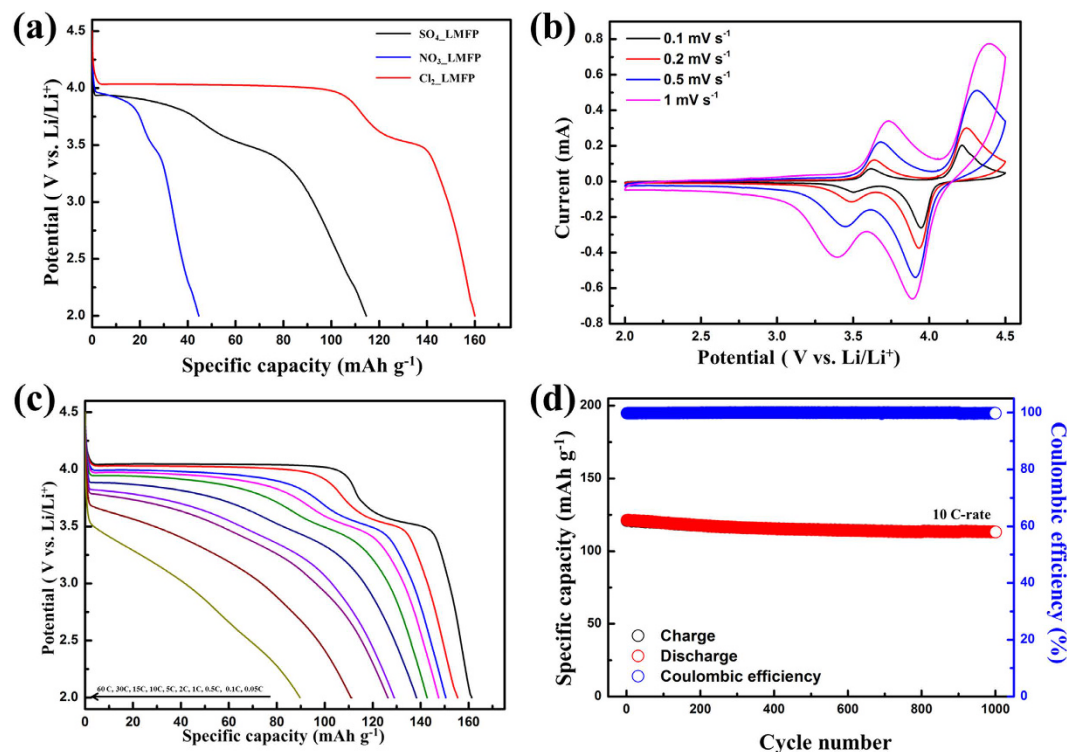 (a)
4.5
4.0
3.5
3.0
2.5
2.0
Potential ( V vs. Li/Li⁺)
SO₄_LMFP
NO₃_LMFP
Cl₂_LMFP
0 20 40 60 80 100 120 140 160
Specific capacity (mAh g⁻¹)
(b)
0.8
0.6
0.4
0.2
0.0
-0.2
-0.4
-0.6
-0.8
Current (mA)
0.1 mV s⁻¹
0.2 mV s⁻¹
0.5 mV s⁻¹
1 mV s⁻¹
2.0 2.5 3.0 3.5 4.0 4.5
Potential ( V vs. Li/Li⁺)
(c)
4.5
4.0
3.5
3.0
2.5
2.0
Potential ( V vs. Li/Li⁺)
60 C, 30C, 15C, 10C, 5C, 2C, 1C, 0.5C, 0.1C, 0.05C
0 20 40 60 80 100 120 140 160
Specific capacity (mAh g⁻¹)
(d)
200
150
100
50
0
Specific capacity (mAh g⁻¹)
10 C-rate
Charge
Discharge
Coulombic efficiency
100
80
60
40
20
0
Coulombic efficiency (%)
0 200 400 600 800 1000
Cycle number